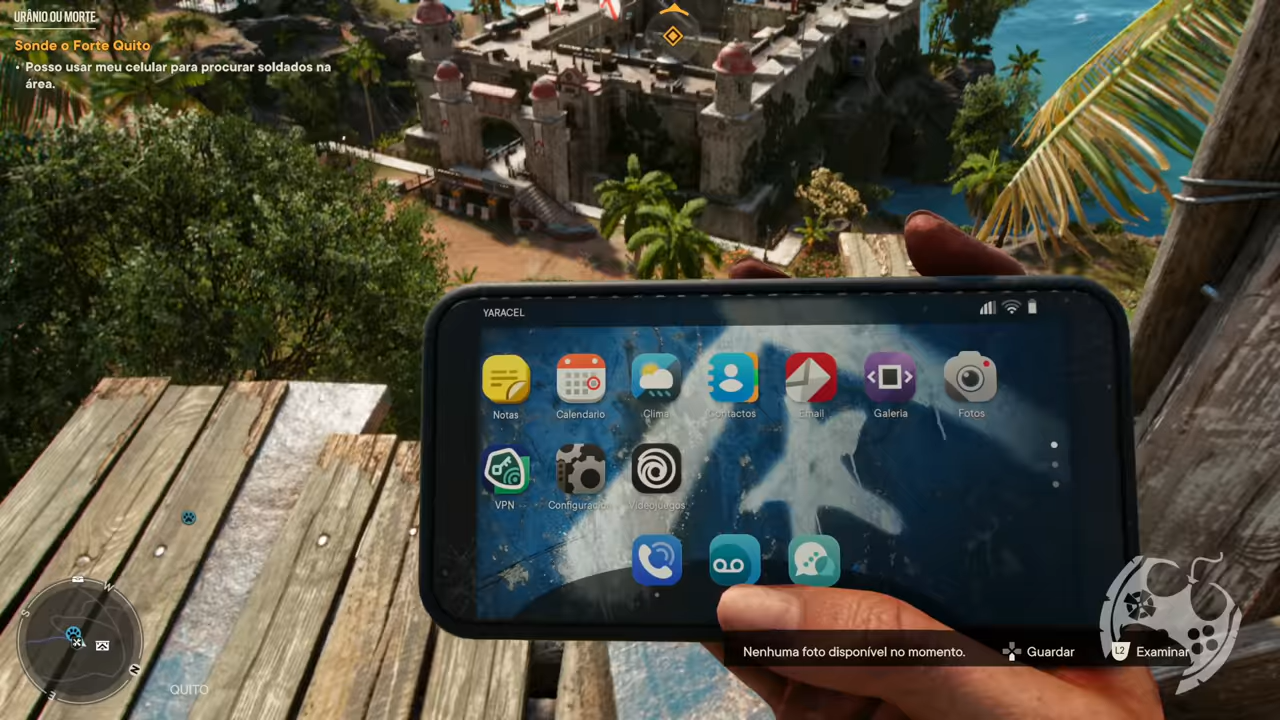 URÂNIO OU MORTE
Sonde o Forte Quito
• Posso usar meu celular para procurar soldados na
área.
YARACEL
Notas
Calendario
Clima
Contactos
Email
Galeria
Fotos
VPN
Videojuegos
Nenhuma foto disponível no momento.
Guardar
L2
Examinar
W
S
N
E
QUITO